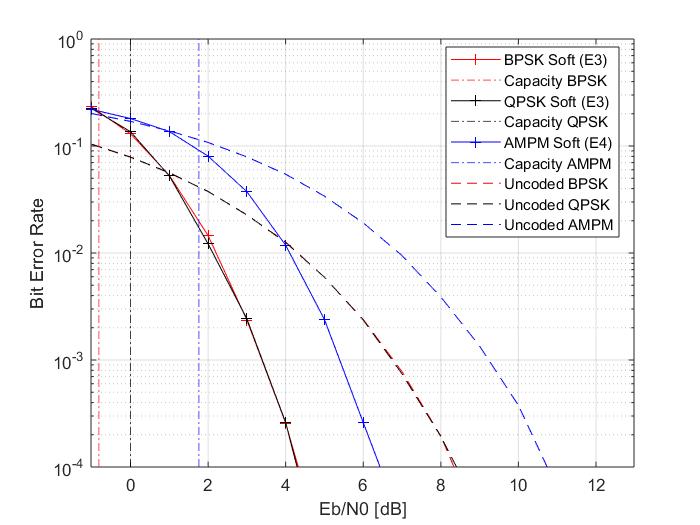 10^0
10^-1
10^-2
10^-3
10^-4
Bit Error Rate
0 2 4 6 8 10 12
Eb/N0 [dB]
BPSK Soft (E3)
Capacity BPSK
QPSK Soft (E3)
Capacity QPSK
AMPM Soft (E4)
Capacity AMPM
Uncoded BPSK
Uncoded QPSK
Uncoded AMPM